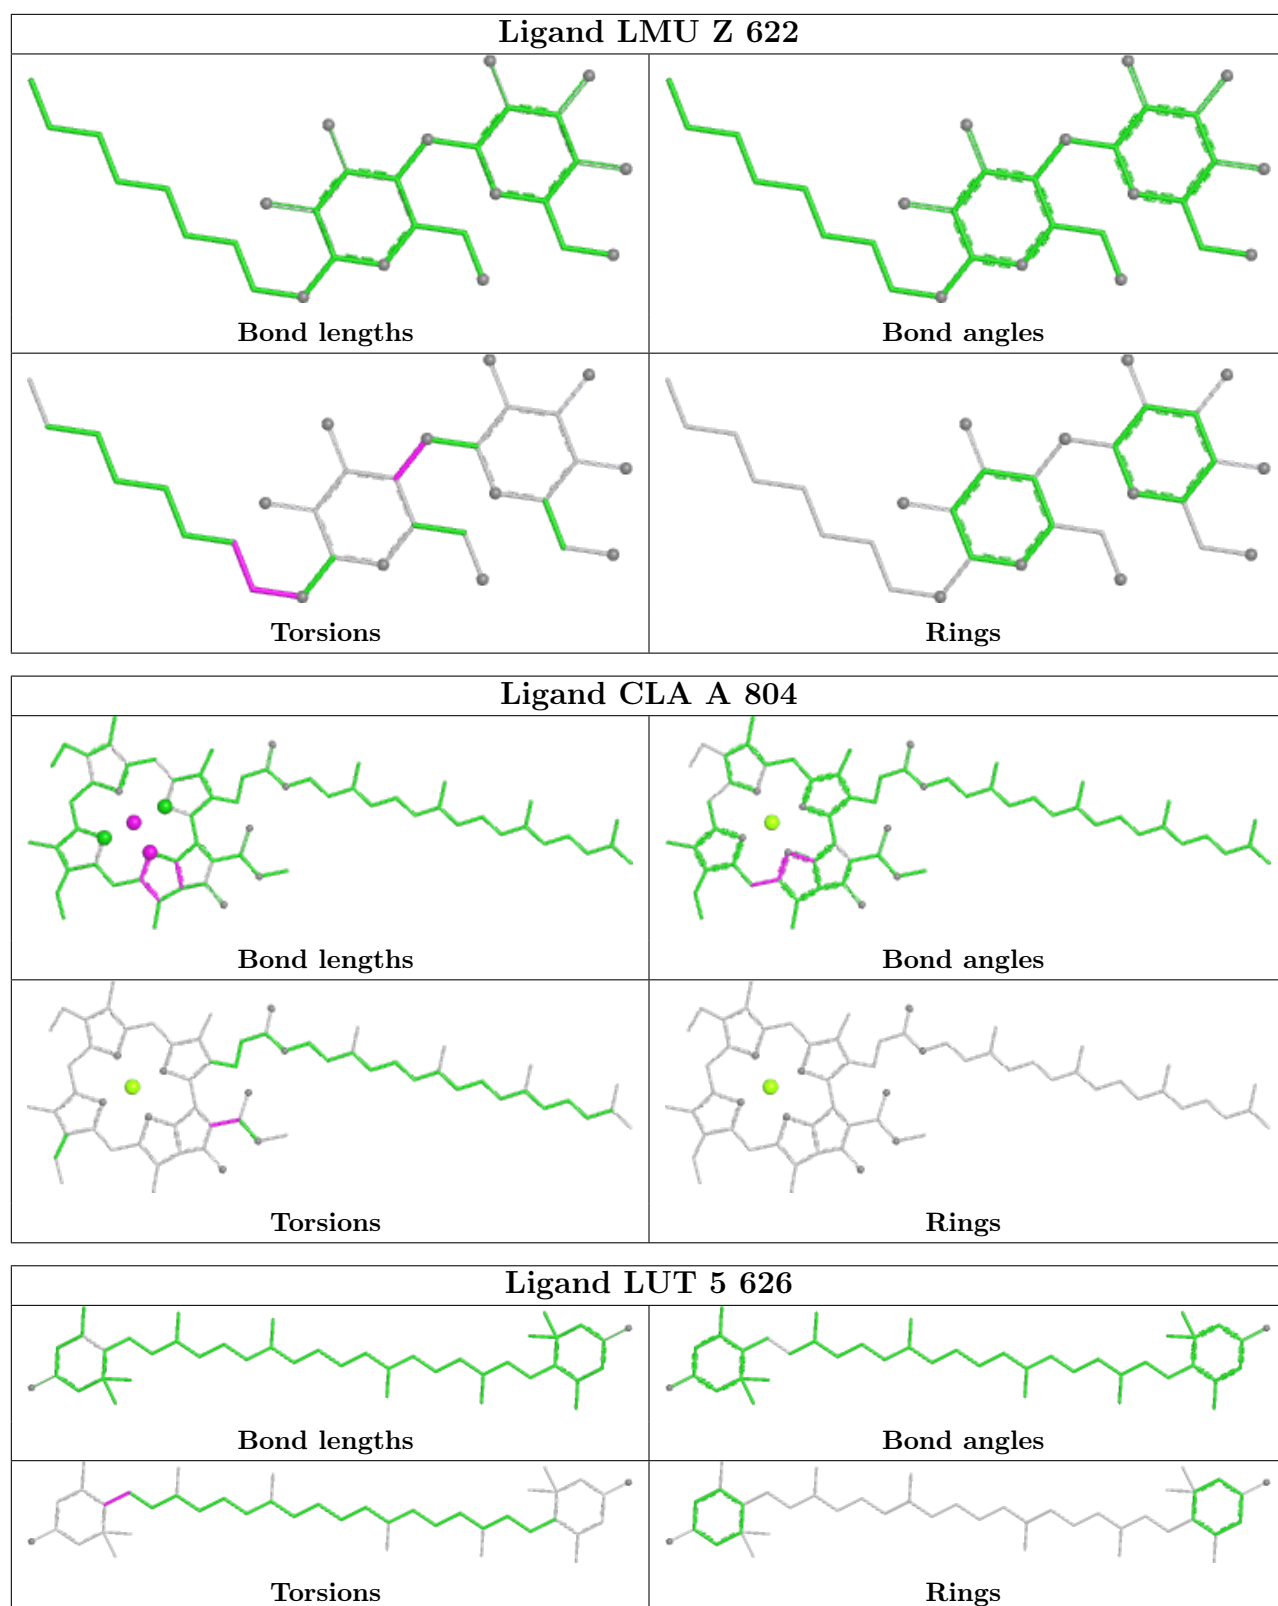 Ligand LMU Z 622
Bond lengths
Bond angles
Torsions
Rings
Ligand CLA A 804
Bond lengths
Bond angles
Torsions
Rings
Ligand LUT 5 626
Bond lengths
Bond angles
Torsions
Rings